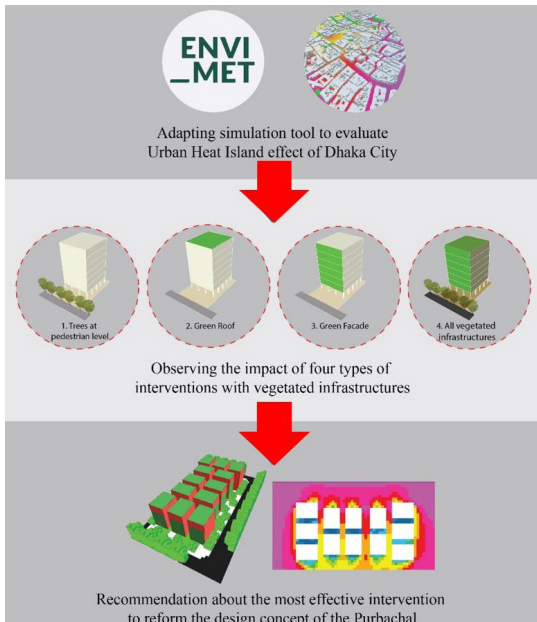 ENVI
_MET
Adapting simulation tool to evaluate
Urban Heat Island effect of Dhaka City
1. Trees at
pedestrian level
2. Green Roof
3. Green Facade
4. All vegetated
infrastructures
Observing the impact of four types of
interventions with vegetated infrastructures
Recommendation about the most effective intervention
to reform the design concept of the Purbachal